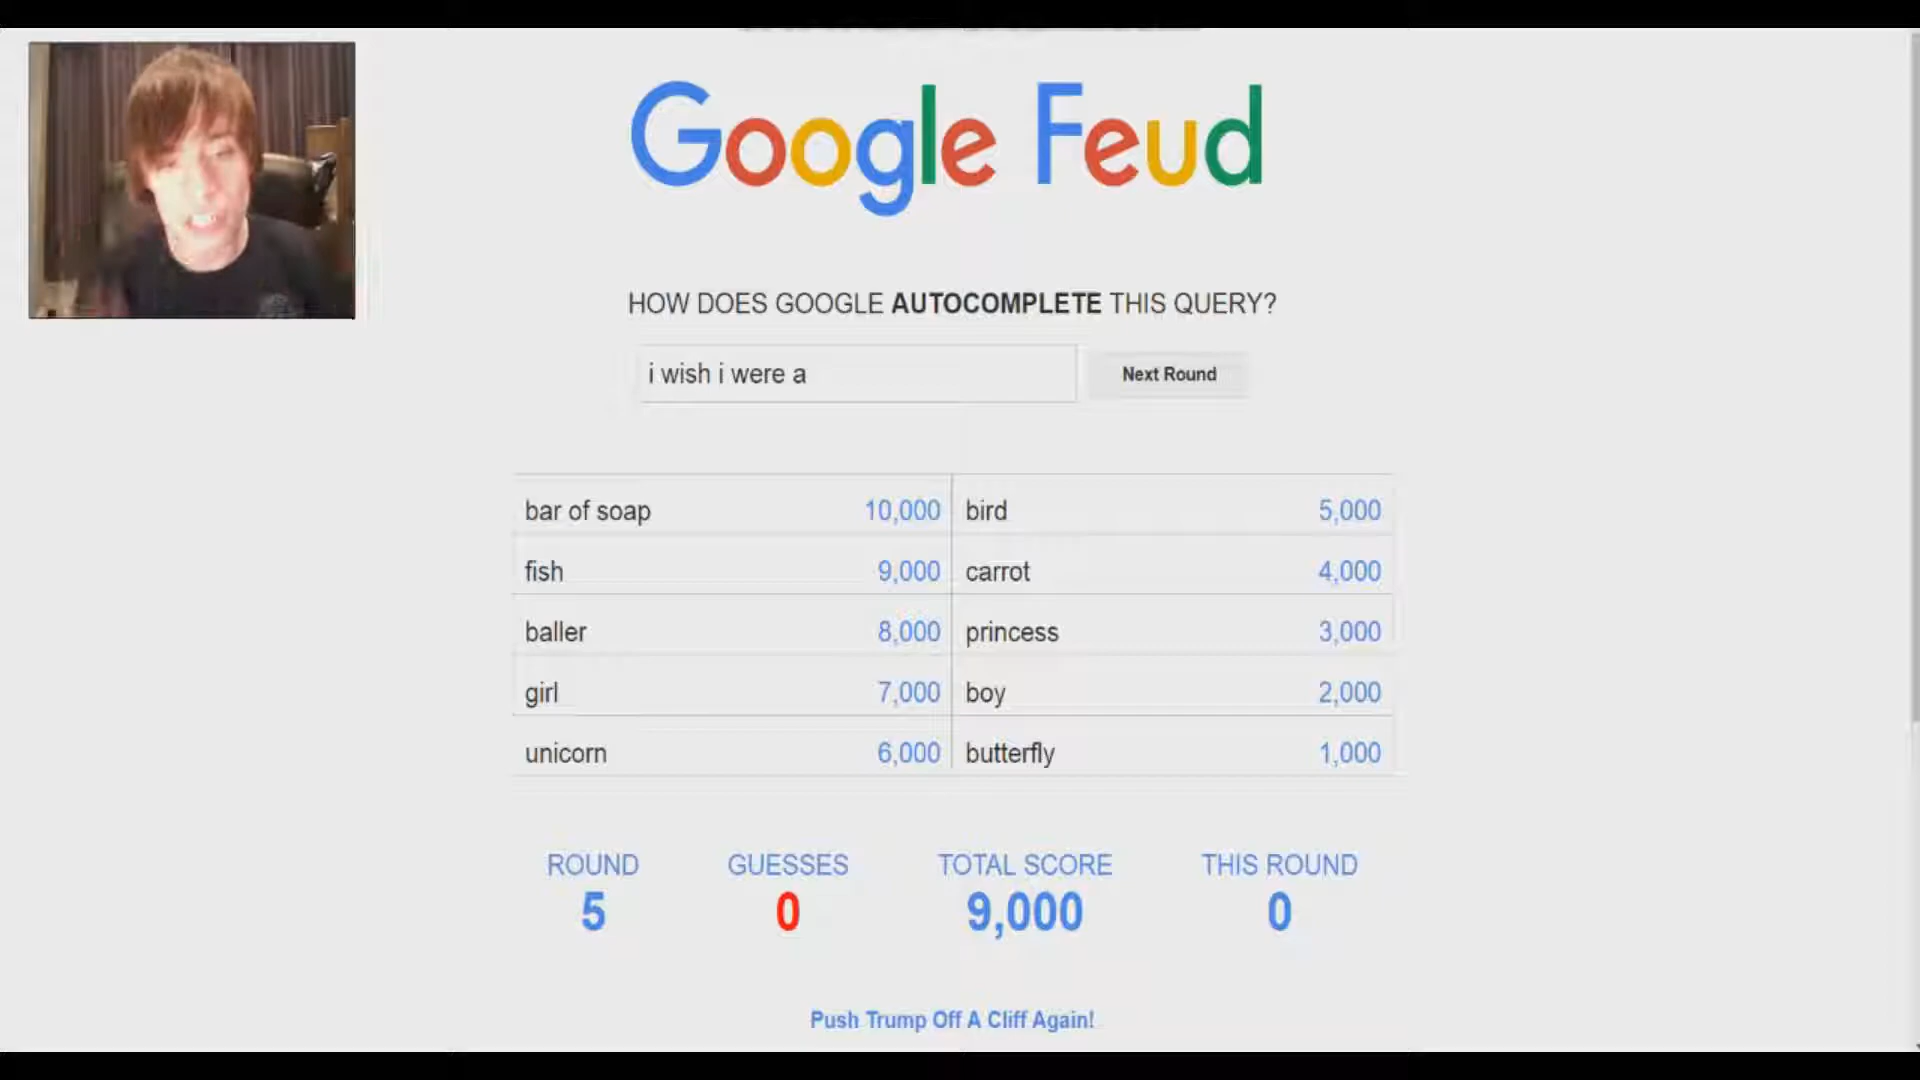 Google Feud
HOW DOES GOOGLE AUTOCOMPLETE THIS QUERY?
i wish i were a
Next Round
bar of soap 10,000 bird 5,000
fish 9,000 carrot 4,000
baller 8,000 princess 3,000
girl 7,000 boy 2,000
unicorn 6,000 butterfly 1,000
ROUND GUESSES TOTAL SCORE THIS ROUND
5 0 9,000 0
Push Trump Off A Cliff Again!